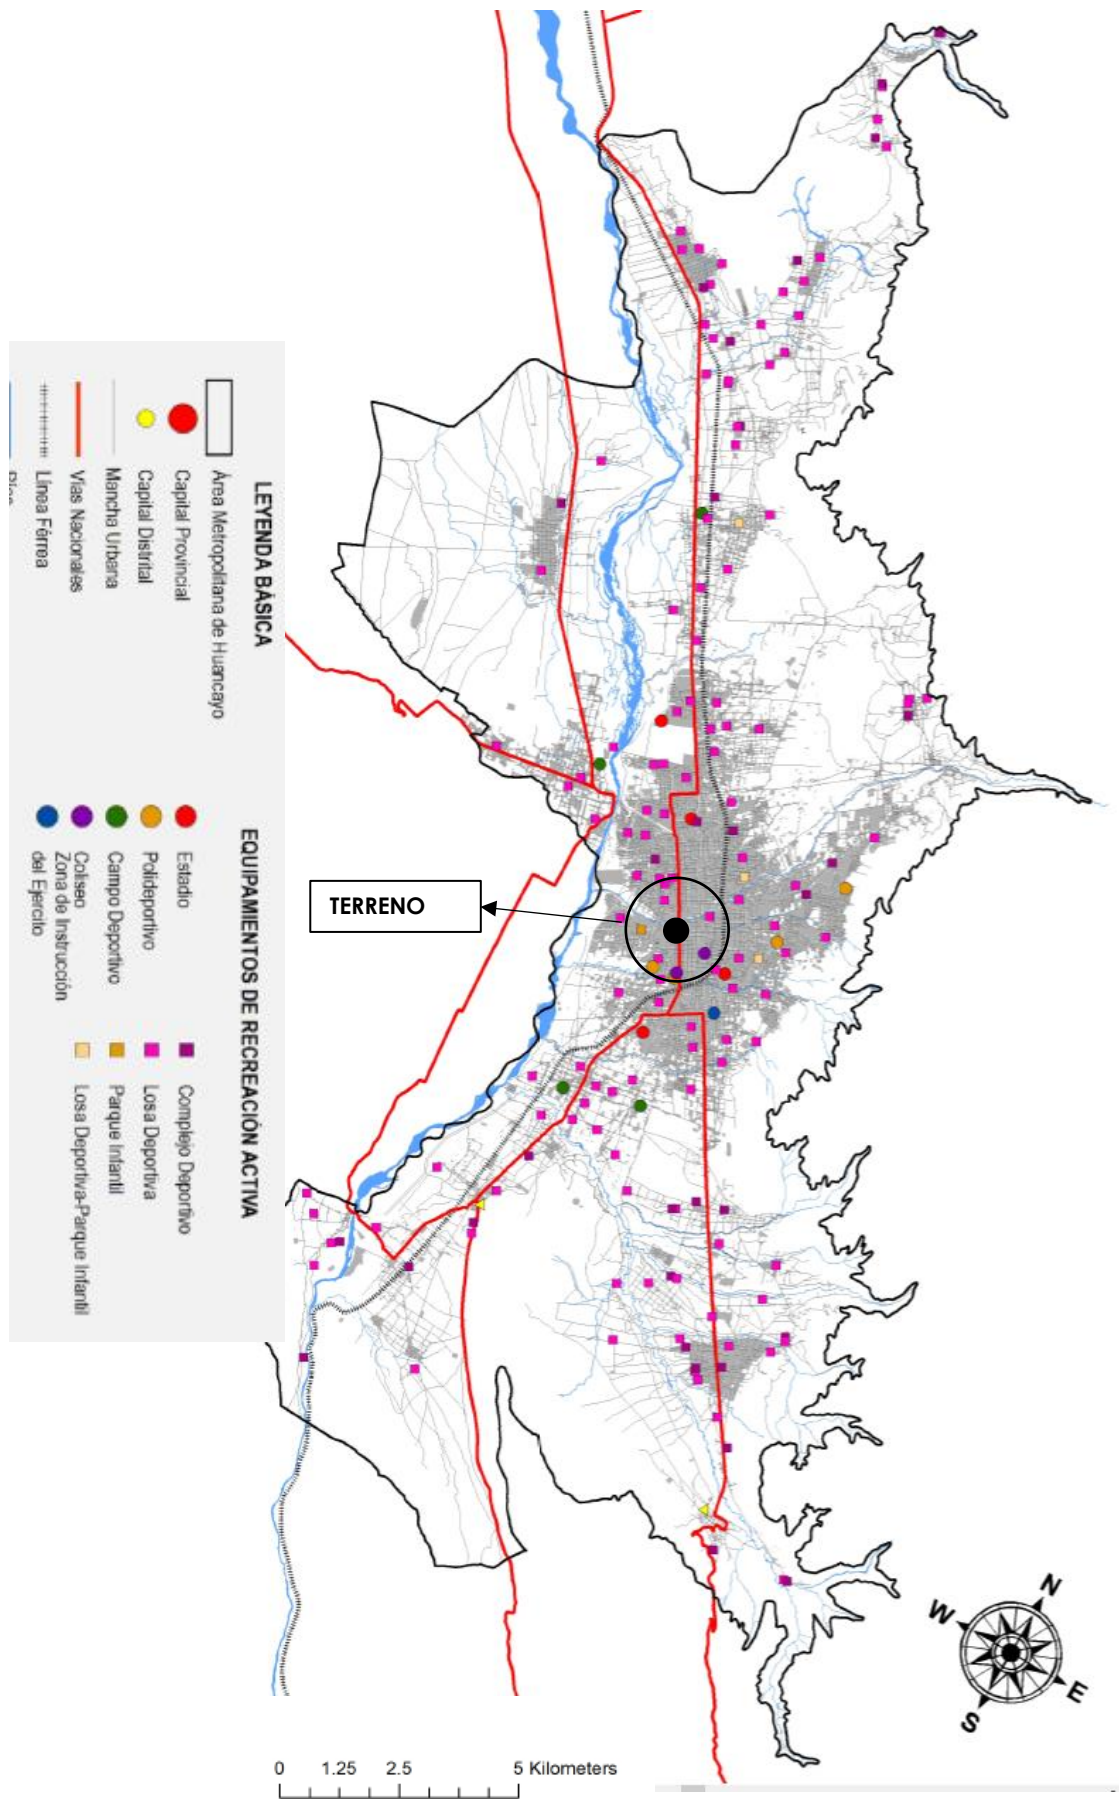 LEYENDA BÁSICA
Área Metropolitana de Huancayo
Capital Provincial
Capital Distrital
Mancha Urbana
Vías Nacionales
Línea Férrea
EQUIPAMIENTOS DE RECREACIÓN ACTIVA
Estadio
Polideportivo
Campo Deportivo
Coliseo
Zona de Instrucción
del Ejercito
Complejo Deportivo
Losa Deportiva
Parque Infantil
Losa Deportiva-Parque Infantil
TERRENO
N
W
E
S
0 1.25 2.5 5 Kilometers